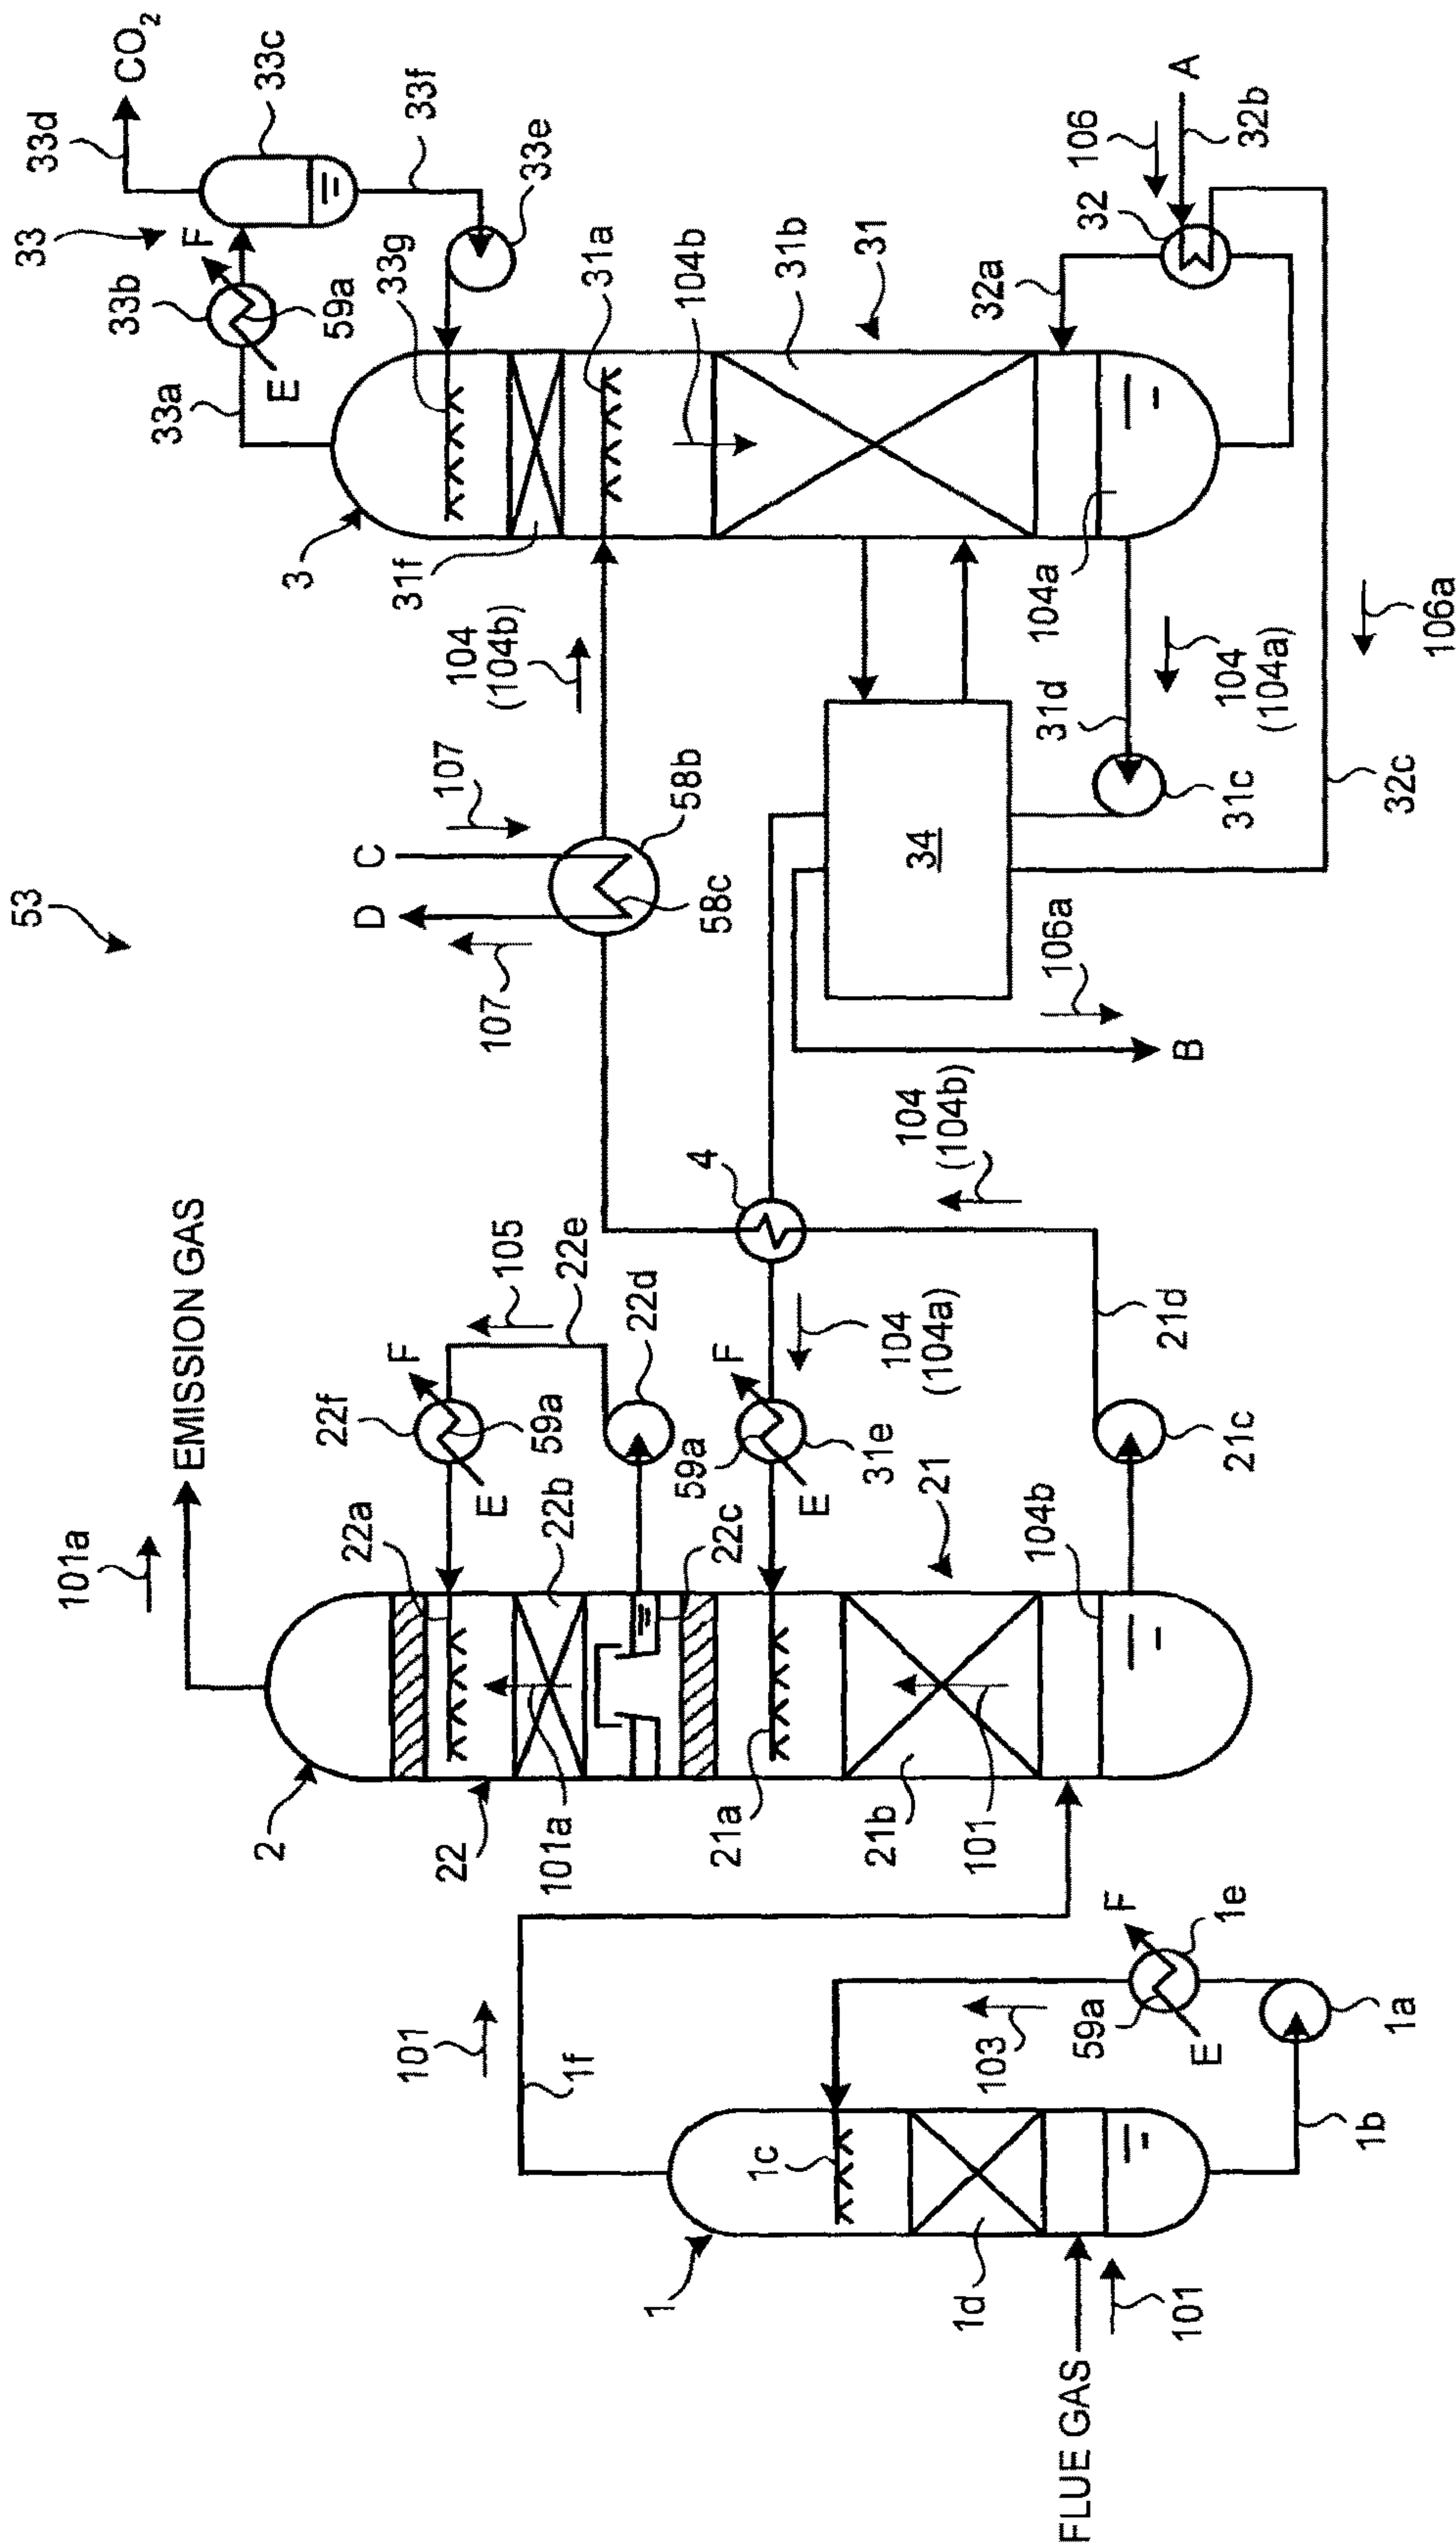 53
FLUE GAS
101
1
1d
1c
1b
1a
1e
E
F
59a
103
1f
101
2
22
101a
21a
21b
101
101a
EMISSION GAS
22a
22f
F
59a
E
22b
22e
105
22d
22c
F
59a
E
31e
21
104b
21c
21d
104
(104a)
4
104
(104b)
107
D
C
107
58b
58c
104
(104b)
B
106a
34
31c
31d
104
(104a)
32c
106a
3
31f
104a
33a
E
33b
F
59a
33
33d
CO2
33c
33f
33e
33g
31a
104b
31b
31
32a
32
106
A
32b